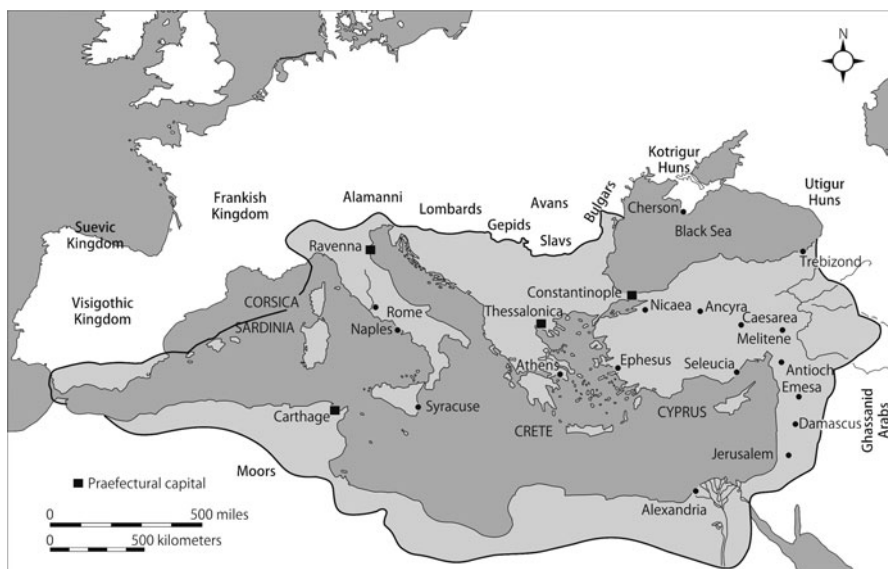 N
Kotrigur
Huns
Utigur
Huns
Avans
Bulgars
Frankish
Kingdom
Alamanni
Lombards
Gepids
Slavs
Cherson
Black Sea
Suevic
Kingdom
Ravenna
Trebizond
Visigothic
Kingdom
CORSICA
SARDINIA
Rome
Naples
Constantinople
Thessalonica
Nicaea
Ancyra
Caesarea
Melitene
Athens
Ephesus
Seleucia
Antioch
Emesa
Carthage
Syracuse
CRETE
CYPRUS
Damascus
Ghassanid
Arabs
Moors
Jerusalem
Alexandria
Praefectural capital
0 500 miles
0 500 kilometers